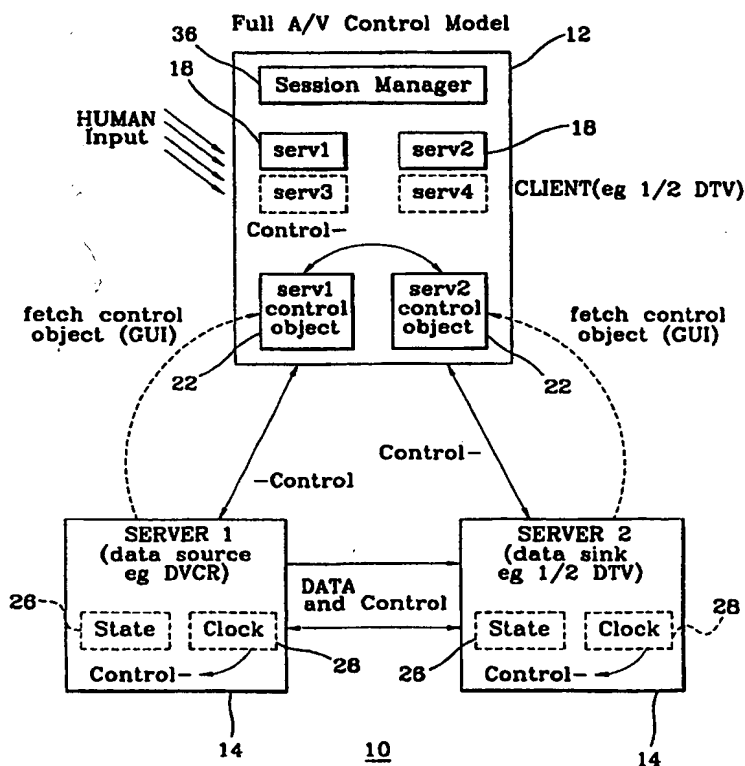 Full A/V Control Model
36
12
Session Manager
18
HUMAN
Input
18
serv1
serv2
serv3
serv4
CLIENT(eg 1/2 DTV)
Control-
serv1
control
object
serv2
control
object
fetch control
object (GUI)
fetch control
object (GUI)
22
22
-Control
Control-
SERVER 1
(data source
eg DVCR)
SERVER 2
(data sink
eg 1/2 DTV)
DATA
and Control
26
State
Clock
28
Control-
26
State
Clock
28
Control-
14
10
14